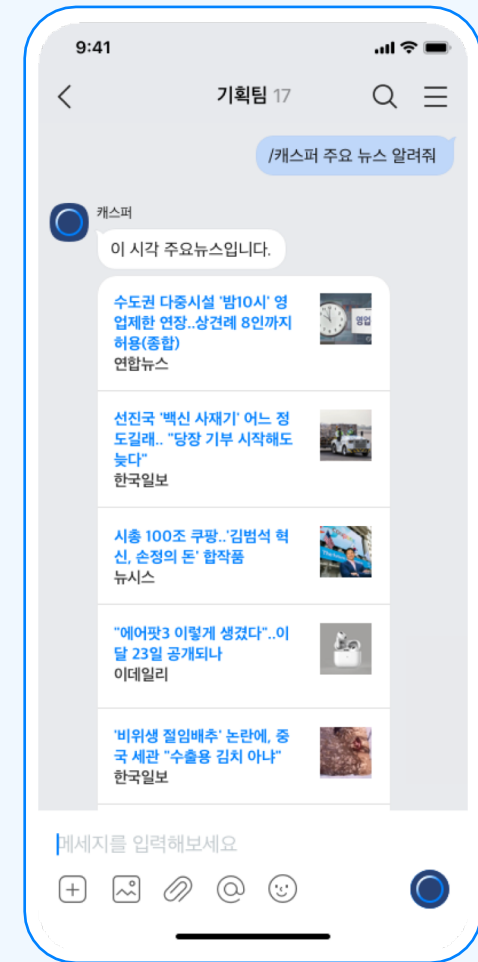 9:41
기획팀 17
/캐스퍼 주요 뉴스 알려줘
캐스퍼
이 시각 주요뉴스입니다.
수도권 다중시설 '밤10시' 영
업제한 연장..상견례 8인까지
허용(종합)
연합뉴스
영업
선진국 '백신 사재기' 어느 정
도길래.. "당장 기부 시작해도
늦다"
한국일보
시총 100조 쿠팡..'김범석 혁
신, 손정의 돈' 합작품
뉴시스
"에어팟3 이렇게 생겼다"..이
달 23일 공개되나
이데일리
'비위생 절임배추' 논란에, 중
국 세관 "수출용 김치 아냐"
한국일보
메세지를 입력해보세요